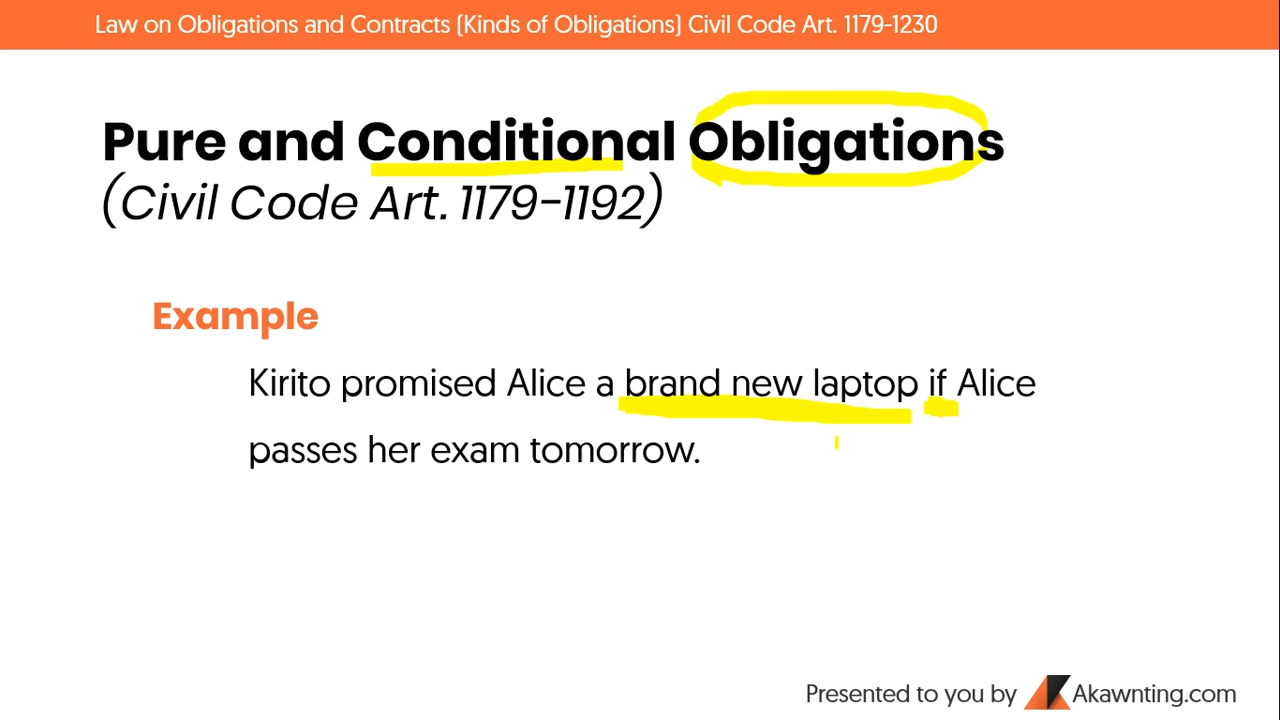 Law on Obligations and Contracts (Kinds of Obligations) Civil Code Art. 1179-1230
Pure and Conditional Obligations
(Civil Code Art. 1179-1192)
Example
Kirito promised Alice a brand new laptop if Alice
passes her exam tomorrow.
Presented to you by Akawnting.com